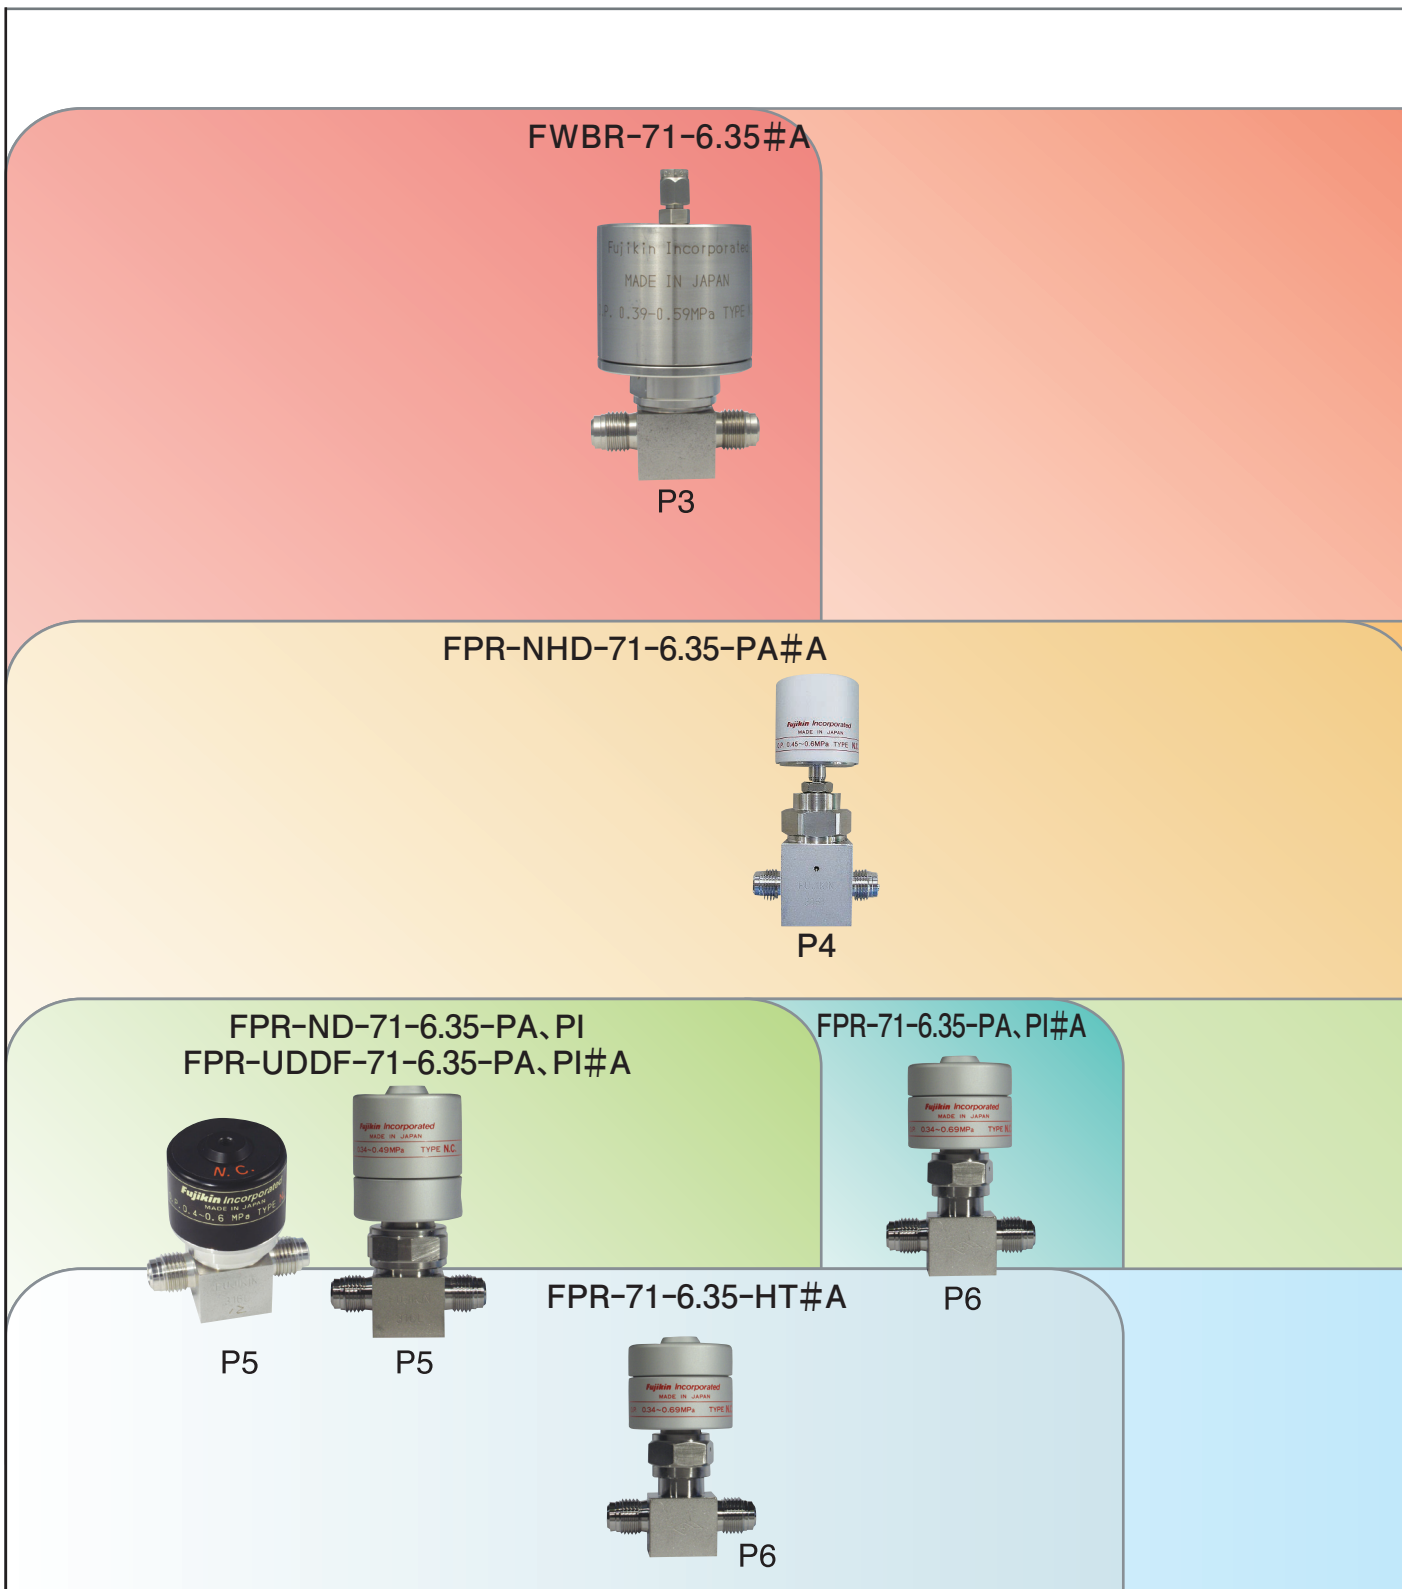 FWBR-71-6.35#A
Fujikin Incorporated
MADE IN JAPAN
.P. 0.39-0.59MPa TYPE
P3
FPR-NHD-71-6.35-PA#A
Fujikin Incorporated
MADE IN JAPAN
0.45~0.6MPa TYPE N.C.
P4
FPR-ND-71-6.35-PA、PI
FPR-UDDF-71-6.35-PA、PI#A
N.C.
Fujikin Incorporated
MADE IN JAPAN
.P.0.4~0.6 MPa TYPE
P5
Fujikin Incorporated
MADE IN JAPAN
0.34~0.49MPa TYPE N.C.
P5
FPR-71-6.35-PA、PI#A
Fujikin Incorporated
MADE IN JAPAN
0.34~0.69MPa TYPE N.
P6
FPR-71-6.35-HT#A
Fujikin Incorporated
MADE IN JAPAN
0.34~0.69MPa TYPE N.
P6